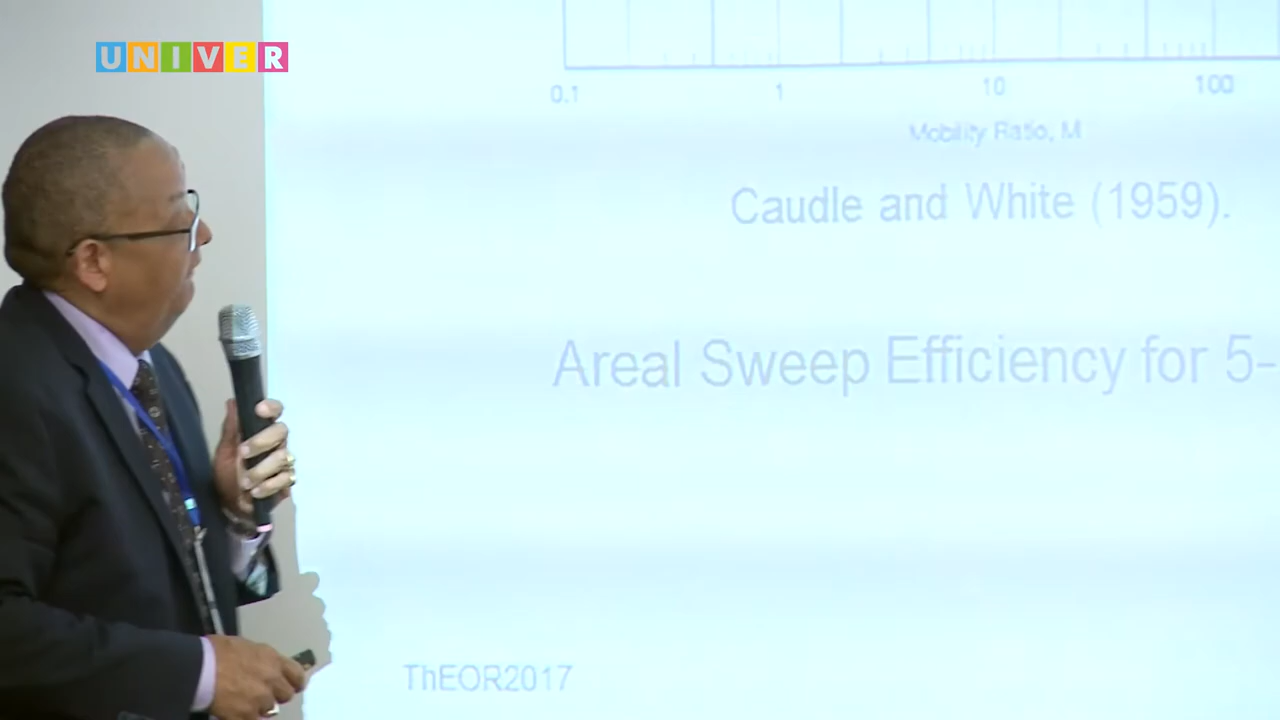 UNIVER
0.1 1 10 100
Mobility Ratio, M
Caudle and White (1959).
Areal Sweep Efficiency for 5-
ThEOR2017